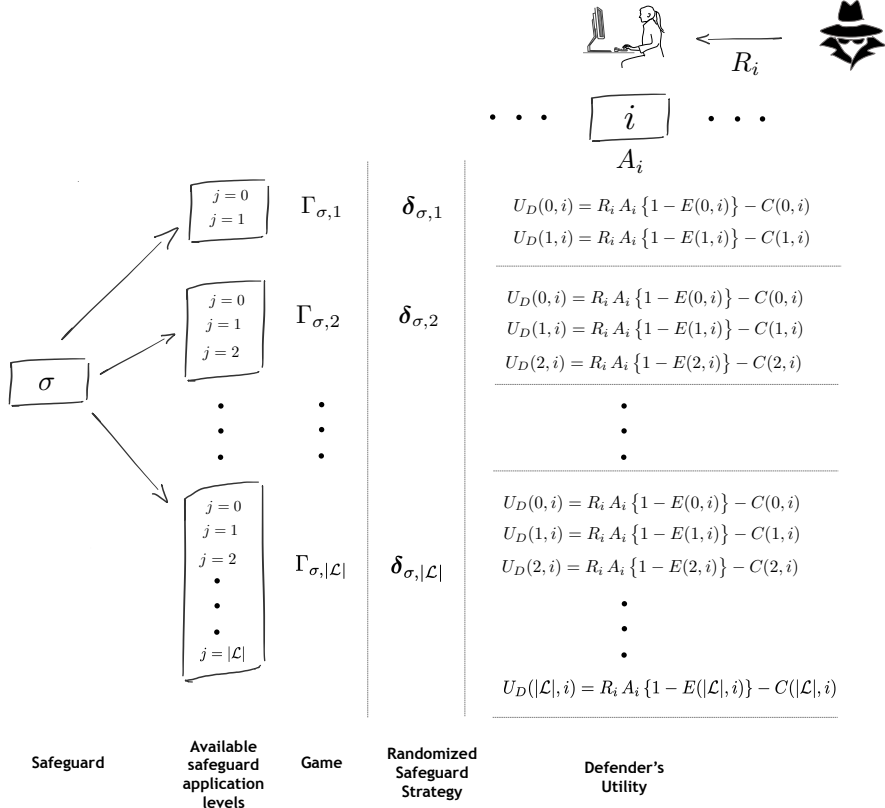 R_i
· · · i · · ·
A_i
j = 0
j = 1
Γ_{σ,1}
δ_{σ,1}
U_D(0, i) = R_i A_i {1 − E(0, i)} − C(0, i)
U_D(1, i) = R_i A_i {1 − E(1, i)} − C(1, i)
j = 0
j = 1
j = 2
Γ_{σ,2}
δ_{σ,2}
U_D(0, i) = R_i A_i {1 − E(0, i)} − C(0, i)
U_D(1, i) = R_i A_i {1 − E(1, i)} − C(1, i)
U_D(2, i) = R_i A_i {1 − E(2, i)} − C(2, i)
σ
j = 0
j = 1
j = 2
j = |ℒ|
Γ_{σ,|ℒ|}
δ_{σ,|ℒ|}
U_D(0, i) = R_i A_i {1 − E(0, i)} − C(0, i)
U_D(1, i) = R_i A_i {1 − E(1, i)} − C(1, i)
U_D(2, i) = R_i A_i {1 − E(2, i)} − C(2, i)
U_D(|ℒ|, i) = R_i A_i {1 − E(|ℒ|, i)} − C(|ℒ|, i)
Safeguard
Available
safeguard
application
levels
Game
Randomized
Safeguard
Strategy
Defender's
Utility